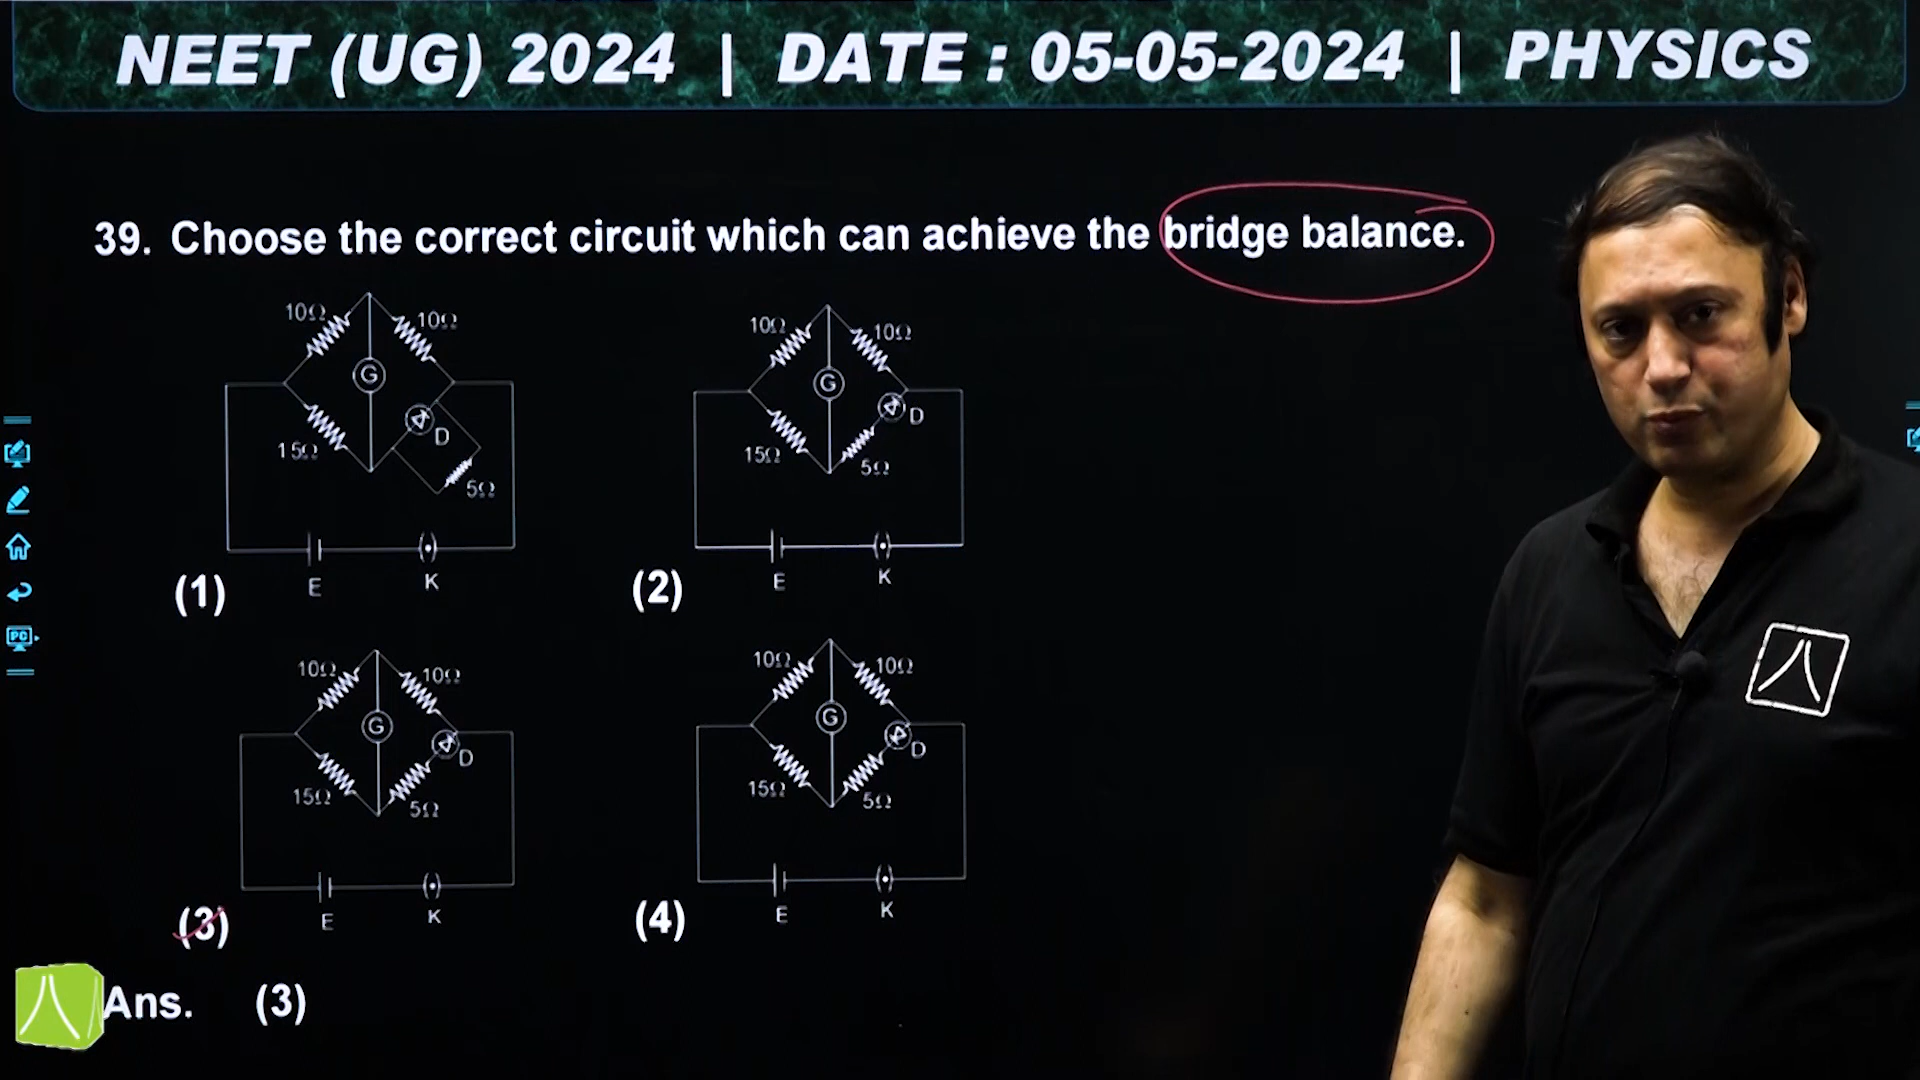 NEET (UG) 2024 | DATE : 05-05-2024 | PHYSICS
39. Choose the correct circuit which can achieve the bridge balance.
10Ω 10Ω
G
15Ω
D
5Ω
E K
(1)
10Ω 10Ω
G
D
15Ω 5Ω
E K
(2)
10Ω 10Ω
G
D
15Ω 5Ω
E K
(3)
10Ω 10Ω
G
D
15Ω 5Ω
E K
(4)
PC
Ans. (3)